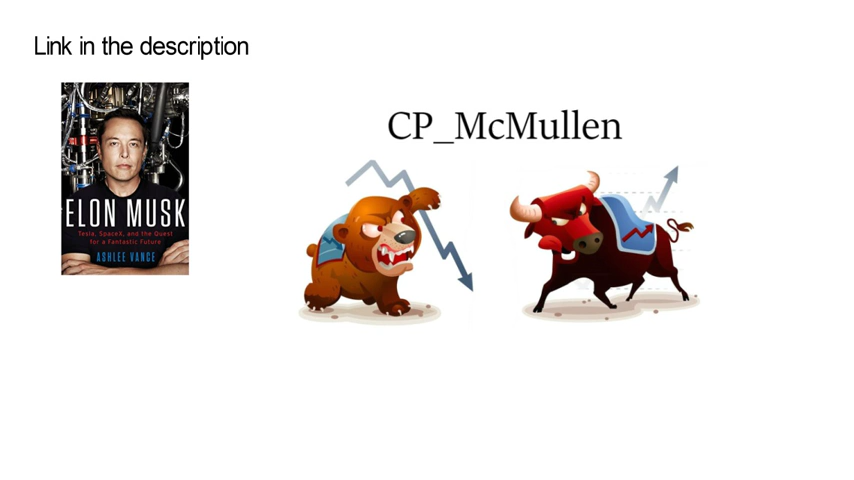 Link in the description
CP_McMullen
ELON MUSK
Tesla, SpaceX, and the Quest
for a Fantastic Future
ASHLEE VANCE